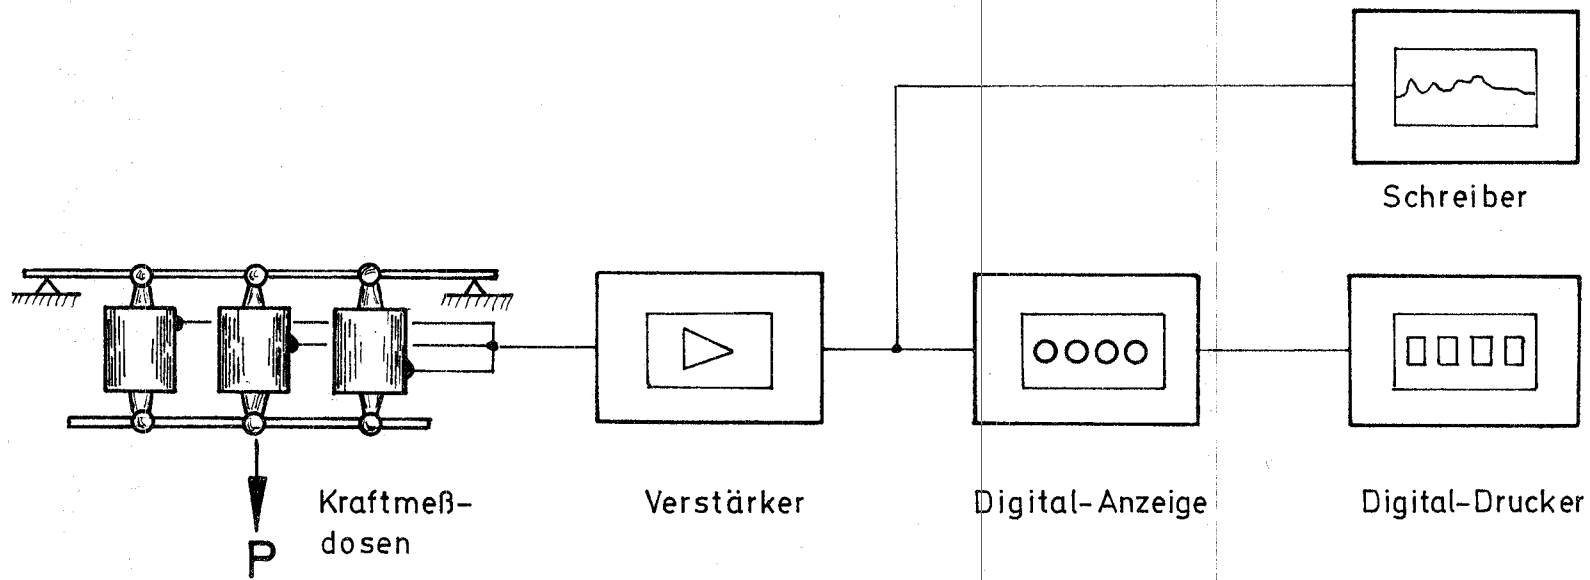 Schreiber
Kraftmeß-
dosen
Verstärker
Digital-Anzeige
Digital-Drucker
P